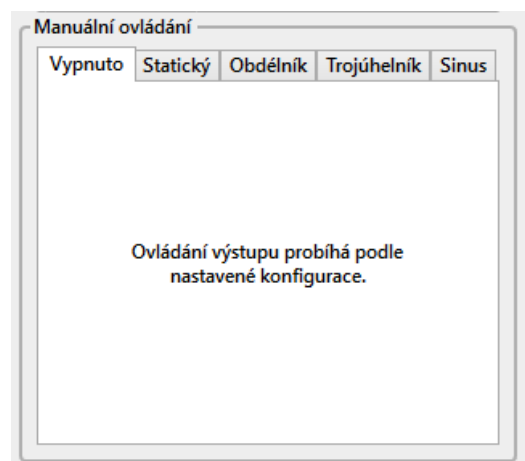 Manuální ovládání
Vypnuto Statický Obdélník Trojúhelník Sinus
Ovládání výstupu probíhá podle
nastavené konfigurace.